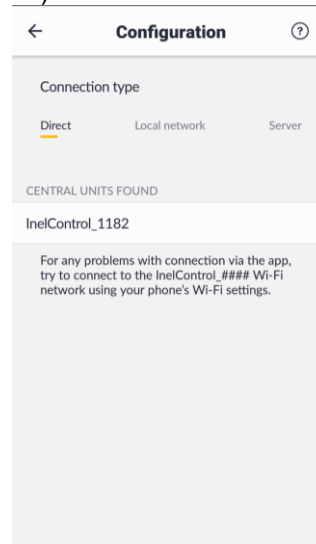 Configuration
Connection type
Direct Local network Server
CENTRAL UNITS FOUND
InelControl_1182
For any problems with connection via the app,
try to connect to the InelControl_#### Wi-Fi
network using your phone's Wi-Fi settings.